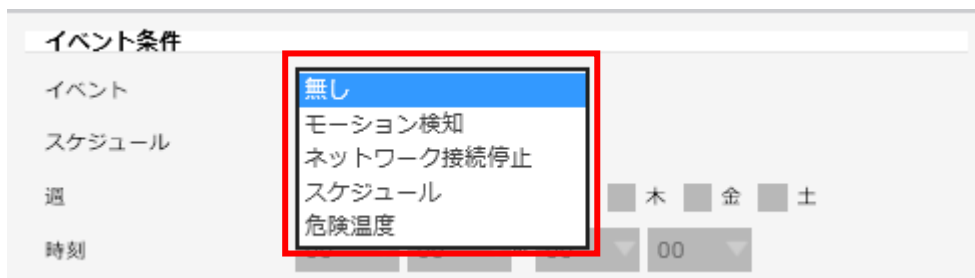 イベント条件
イベント
無し
モーション検知
スケジュール
ネットワーク接続停止
スケジュール
週
木 金 土
危険温度
時刻
00